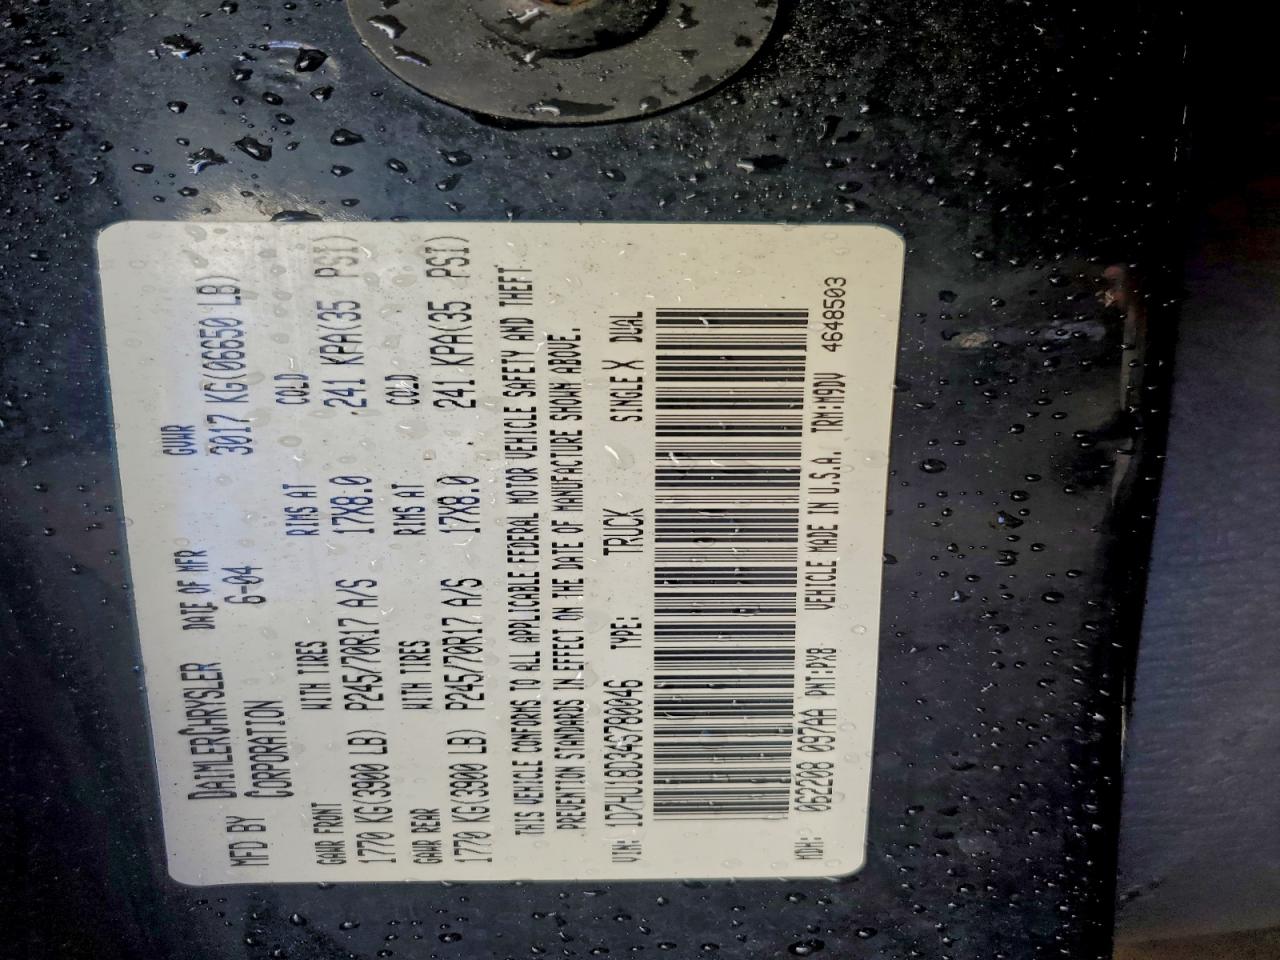 MFD BY DAIMLERCHRYSLER CORPORATION DATE OF MFR 6-04 GVWR 3017 KG(06650 LB)
GAWR FRONT WITH TIRES RIMS AT COLD
1770 KG(3900 LB) P245/70R17 A/S 17X8.0 241 KPA(35 PSI)
GAWR REAR WITH TIRES RIMS AT COLD
1770 KG(3900 LB) P245/70R17 A/S 17X8.0 241 KPA(35 PSI)
THIS VEHICLE CONFORMS TO ALL APPLICABLE FEDERAL MOTOR VEHICLE SAFETY AND THEFT
PREVENTION STANDARDS IN EFFECT ON THE DATE OF MANUFACTURE SHOWN ABOVE.
VIN: 1D7HU18D34S780046 TYPE: TRUCK SINGLE X DUAL
MDH: 062208 097AA PNT:PX8 VEHICLE MADE IN U.S.A. TRM:M9DV 4648503